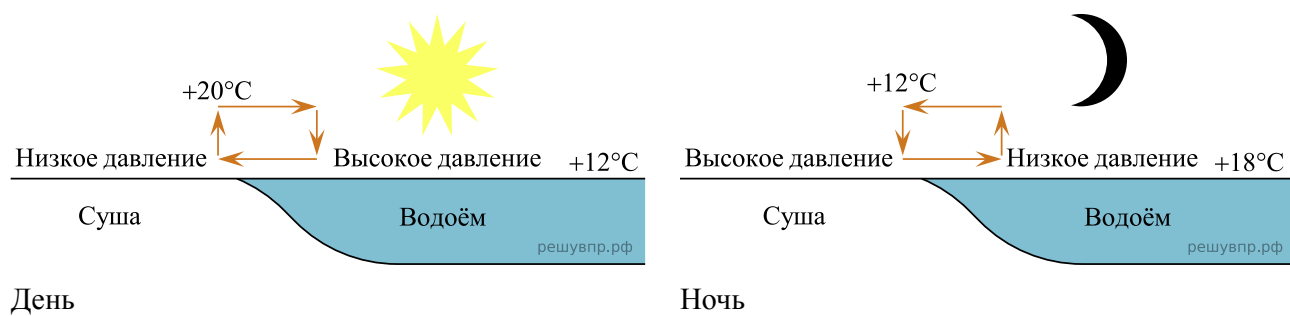 +20°C
Низкое давление
Высокое давление
+12°C
Суша
Водоём
решувпр.рф
День
+12°C
Высокое давление
Низкое давление
+18°C
Суша
Водоём
решувпр.рф
Ночь